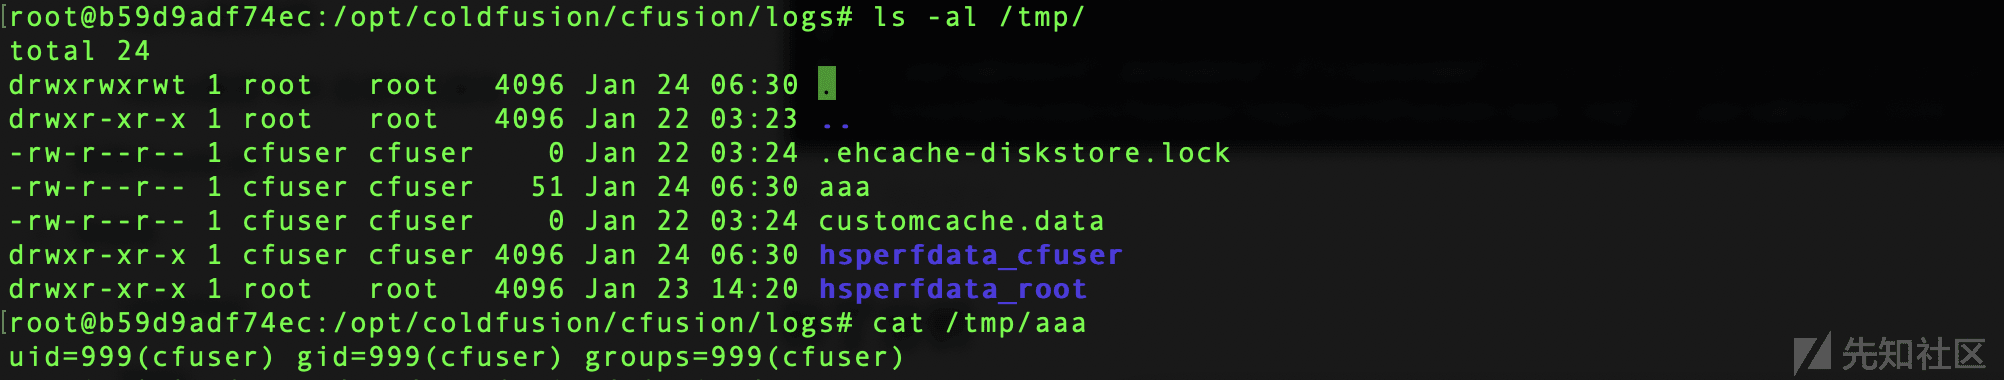 [root@b59d9adf74ec:/opt/coldfusion/cfusion/logs# ls -al /tmp/
total 24
drwxrwxrwt 1 root   root   4096 Jan 24 06:30 .
drwxr-xr-x 1 root   root   4096 Jan 22 03:23 ..
-rw-r--r-- 1 cfuser cfuser    0 Jan 22 03:24 .ehcache-diskstore.lock
-rw-r--r-- 1 cfuser cfuser   51 Jan 24 06:30 aaa
-rw-r--r-- 1 cfuser cfuser    0 Jan 22 03:24 customcache.data
drwxr-xr-x 1 cfuser cfuser 4096 Jan 24 06:30 hsperfdata_cfuser
drwxr-xr-x 1 root   root   4096 Jan 23 14:20 hsperfdata_root
[root@b59d9adf74ec:/opt/coldfusion/cfusion/logs# cat /tmp/aaa
uid=999(cfuser) gid=999(cfuser) groups=999(cfuser)
先知社区